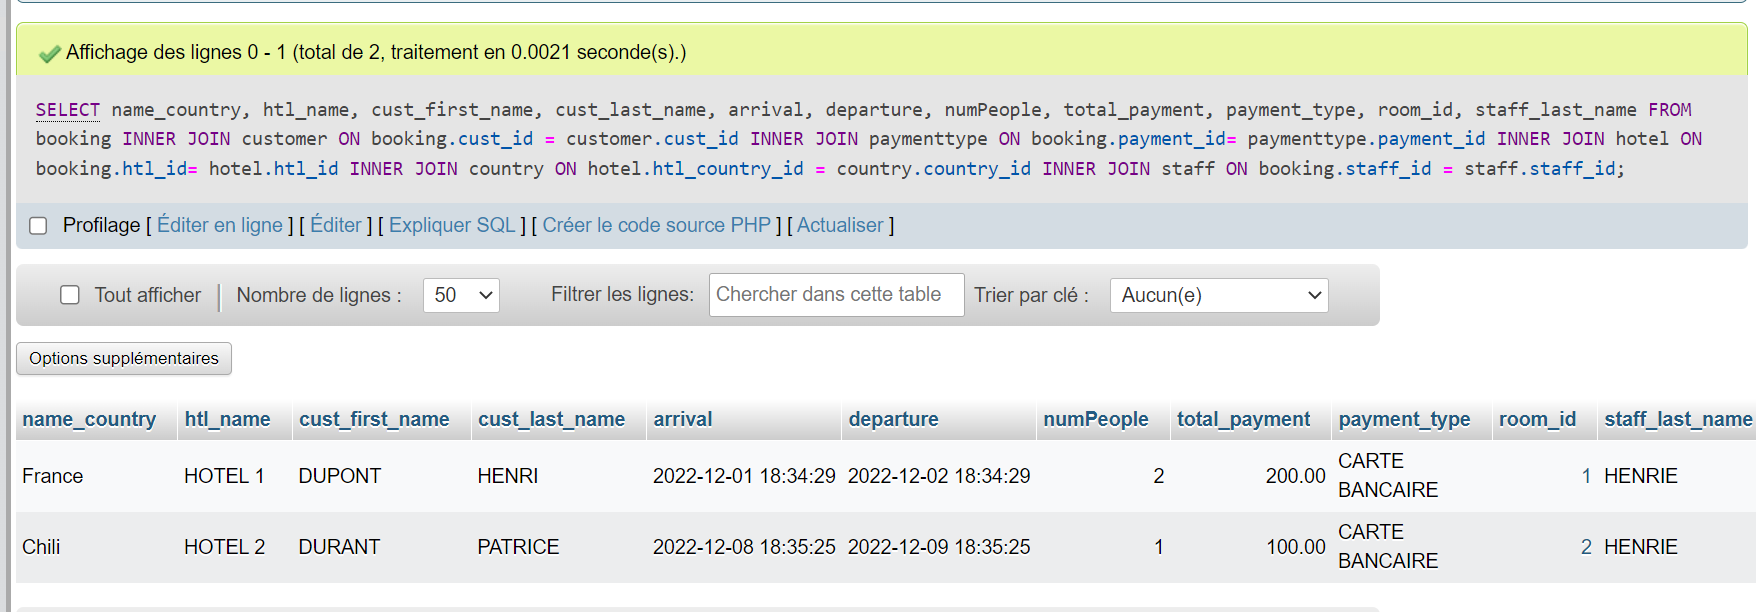 Affichage des lignes 0 - 1 (total de 2, traitement en 0.0021 seconde(s).)
SELECT name_country, htl_name, cust_first_name, cust_last_name, arrival, departure, numPeople, total_payment, payment_type, room_id, staff_last_name FROM
booking INNER JOIN customer ON booking.cust_id = customer.cust_id INNER JOIN paymenttype ON booking.payment_id= paymenttype.payment_id INNER JOIN hotel ON
booking.htl_id= hotel.htl_id INNER JOIN country ON hotel.htl_country_id = country.country_id INNER JOIN staff ON booking.staff_id = staff.staff_id;
Profilage [ Éditer en ligne ] [ Éditer ] [ Expliquer SQL ] [ Créer le code source PHP ] [ Actualiser ]
Tout afficher Nombre de lignes : 50 Filtrer les lignes: Chercher dans cette table Trier par clé : Aucun(e)
Options supplémentaires
name_country htl_name cust_first_name cust_last_name arrival departure numPeople total_payment payment_type room_id staff_last_name
France HOTEL 1 DUPONT HENRI 2022-12-01 18:34:29 2022-12-02 18:34:29 2 200.00 CARTE BANCAIRE 1 HENRIE
Chili HOTEL 2 DURANT PATRICE 2022-12-08 18:35:25 2022-12-09 18:35:25 1 100.00 CARTE BANCAIRE 2 HENRIE